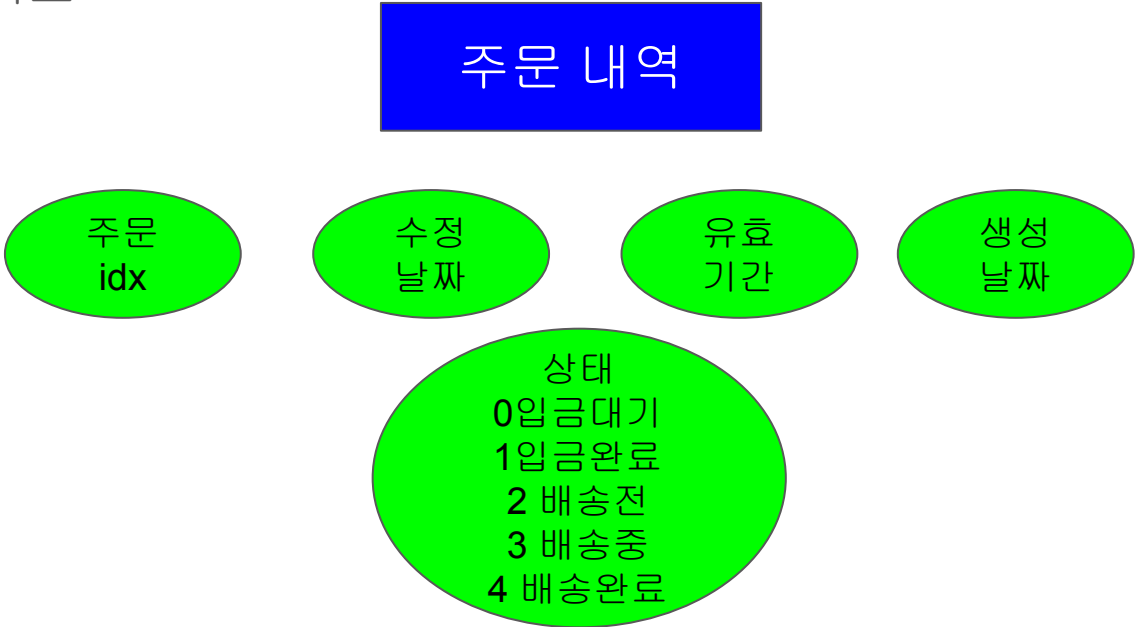 주문 내역
주문
idx
수정
날짜
유효
기간
생성
날짜
상태
0입금대기
1입금완료
2 배송전
3 배송중
4 배송완료